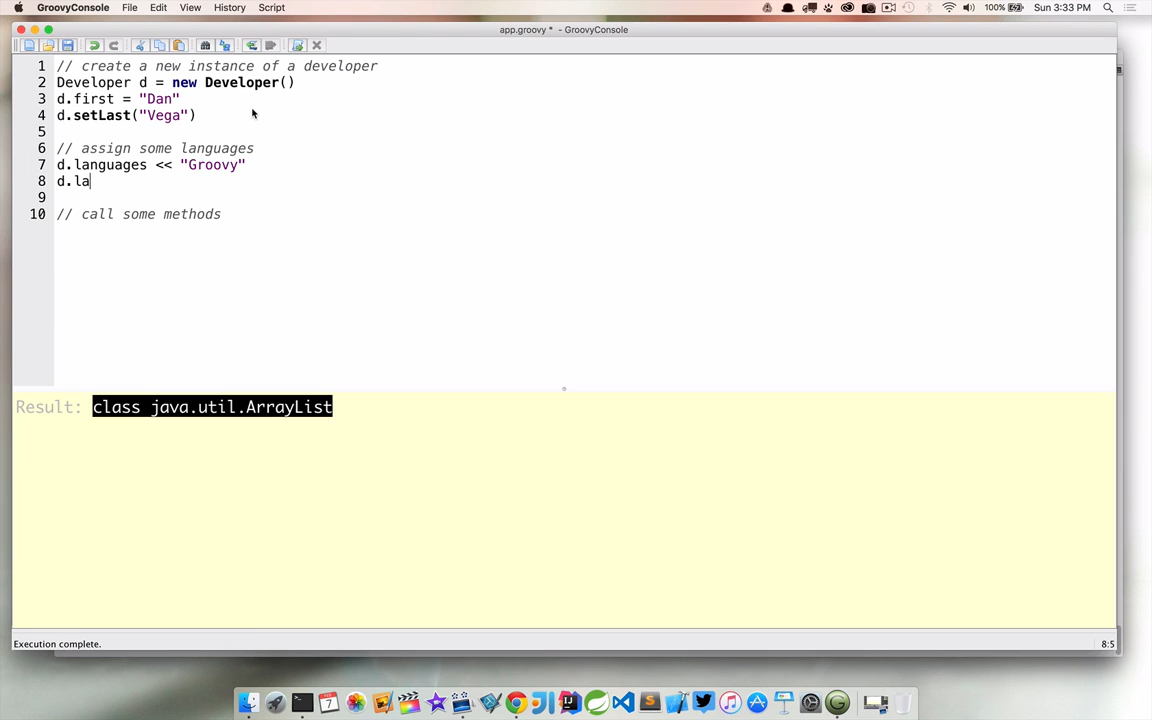 GroovyConsole File Edit View History Script 100% Sun 3:33 PM
app.groovy * - GroovyConsole
1 // create a new instance of a developer
2 Developer d = new Developer()
3 d.first = "Dan"
4 d.setLast("Vega")
5
6 // assign some languages
7 d.languages << "Groovy"
8 d.la
9
10 // call some methods
Result: class java.util.ArrayList
Execution complete. 8:5
7